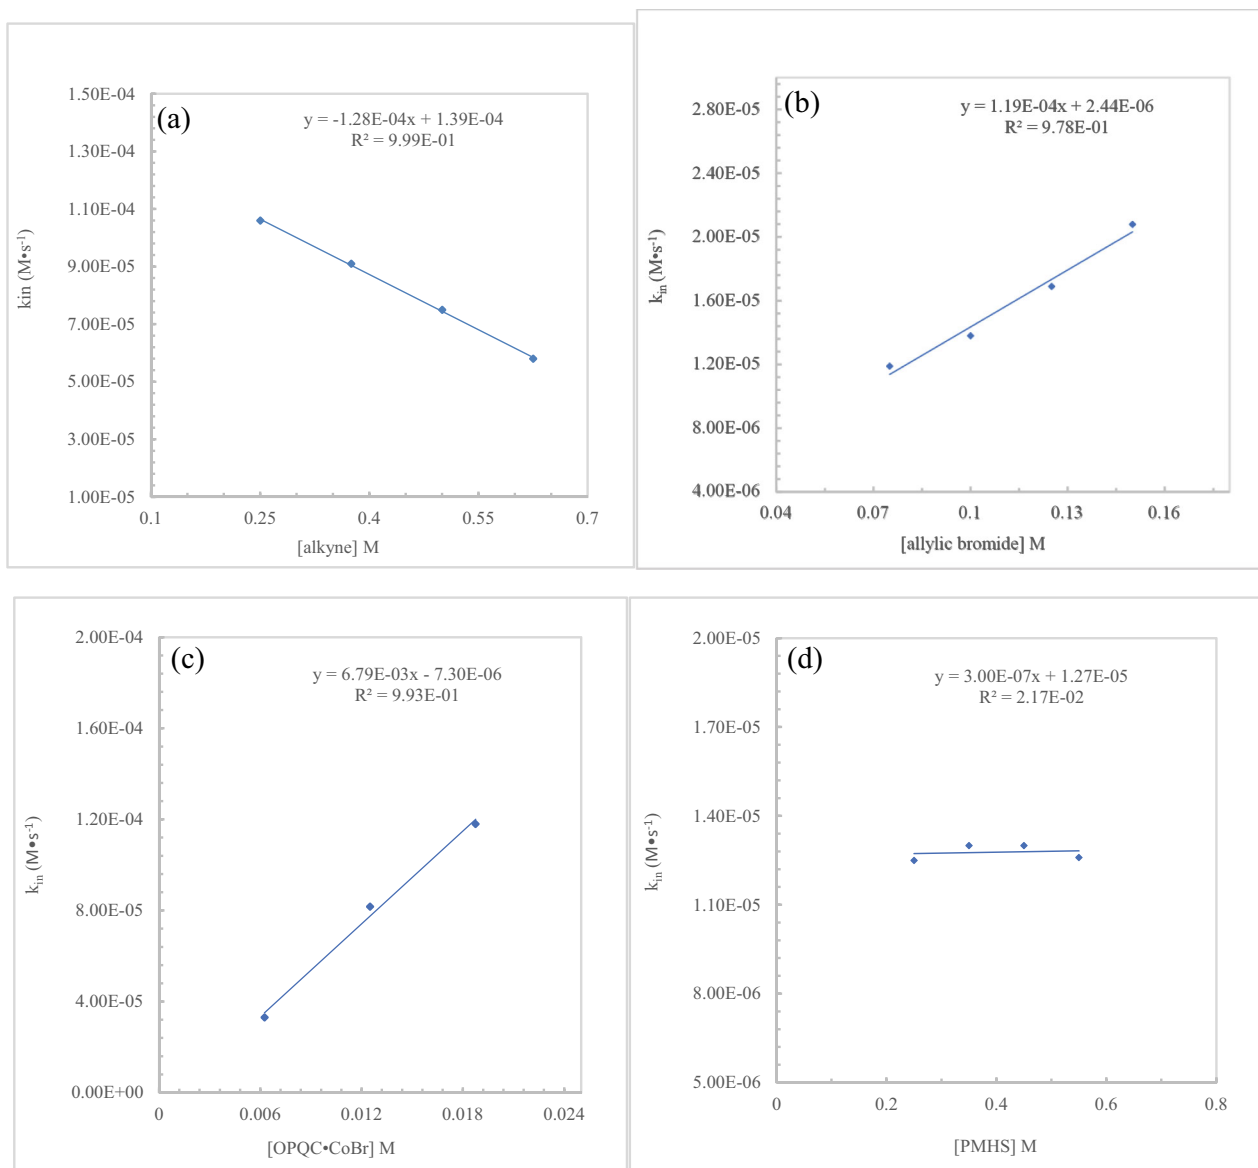 (a)
y = -1.28E-04x + 1.39E-04
R² = 9.99E-01
1.50E-04
1.30E-04
1.10E-04
9.00E-05
7.00E-05
5.00E-05
3.00E-05
1.00E-05
kin (M•s⁻¹)
0.1 0.25 0.4 0.55 0.7
[alkyne] M
(b)
y = 1.19E-04x + 2.44E-06
R² = 9.78E-01
2.80E-05
2.40E-05
2.00E-05
1.60E-05
1.20E-05
8.00E-06
4.00E-06
kin (M•s⁻¹)
0.04 0.07 0.1 0.13 0.16
[allylic bromide] M
(c)
y = 6.79E-03x - 7.30E-06
R² = 9.93E-01
2.00E-04
1.60E-04
1.20E-04
8.00E-05
4.00E-05
0.00E+00
kin (M•s⁻¹)
0 0.006 0.012 0.018 0.024
[OPQC•CoBr] M
(d)
y = 3.00E-07x + 1.27E-05
R² = 2.17E-02
2.00E-05
1.70E-05
1.40E-05
1.10E-05
8.00E-06
5.00E-06
kin (M•s⁻¹)
0 0.2 0.4 0.6 0.8
[PMHS] M